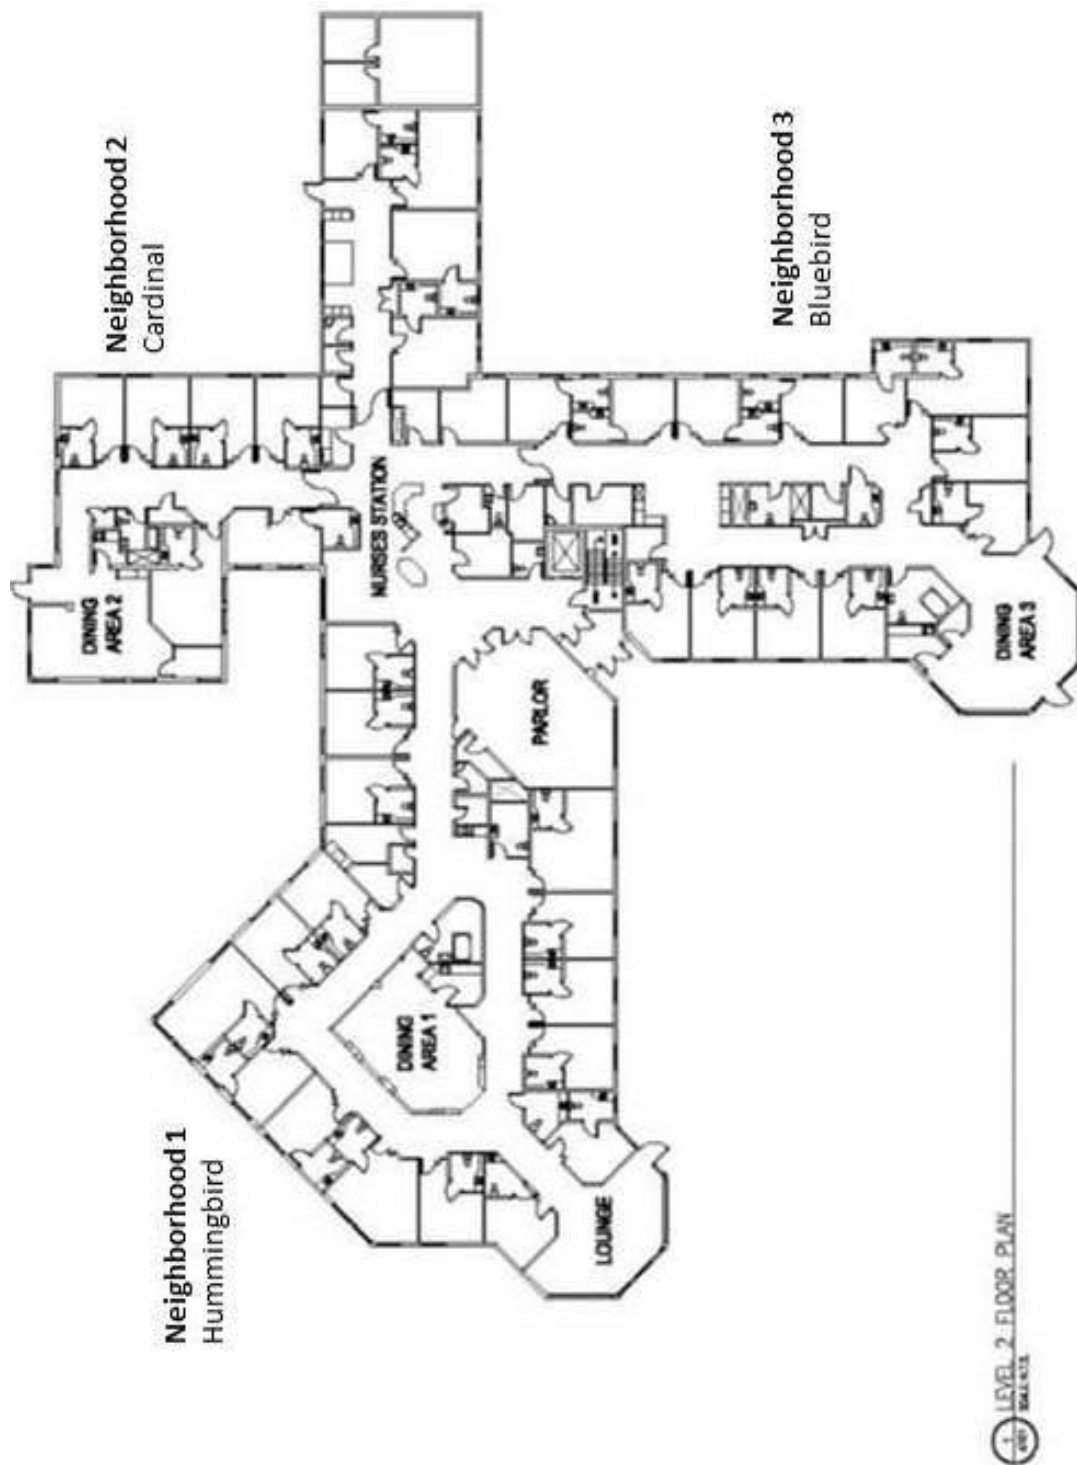 Neighborhood 1
Hummingbird
Neighborhood 2
Cardinal
Neighborhood 3
Bluebird
DINING
AREA 2
NURSES STATION
DINING
AREA 1
PARLOR
LOUNGE
DINING
AREA 3
1
LEVEL 2 FLOOR PLAN